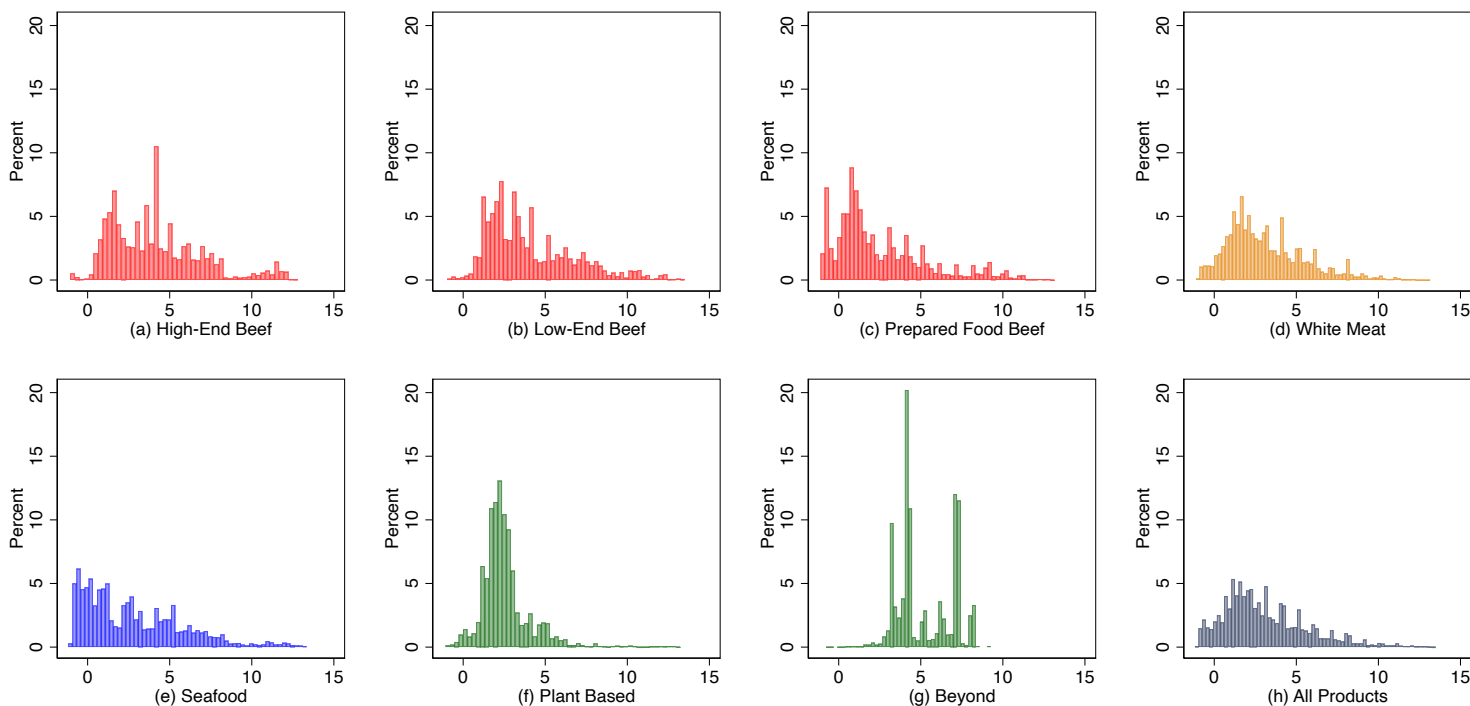 20 20 20 20
15 15 15 15
10 10 10 10
5 5 5 5
0 0 0 0
Percent Percent Percent Percent
0 5 10 15 0 5 10 15 0 5 10 15 0 5 10 15
(a) High-End Beef (b) Low-End Beef (c) Prepared Food Beef (d) White Meat
20 20 20 20
15 15 15 15
10 10 10 10
5 5 5 5
0 0 0 0
Percent Percent Percent Percent
0 5 10 15 0 5 10 15 0 5 10 15 0 5 10 15
(e) Seafood (f) Plant Based (g) Beyond (h) All Products